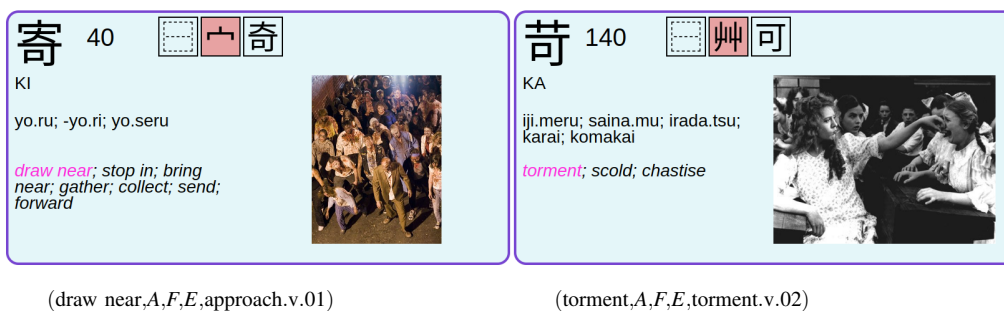 寄 40 宀 奇
KI
yo.ru; -yo.ri; yo.seru
draw near; stop in; bring
near; gather; collect; send;
forward
(draw near,A,F,E,approach.v.01)
苛 140 艸 可
KA
iji.meru; saina.mu; irada.tsu;
karai; komakai
torment; scold; chastise
(torment,A,F,E,torment.v.02)